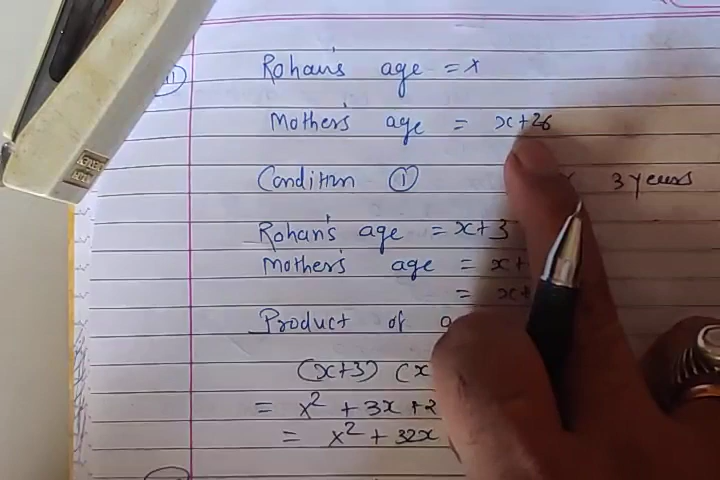 Rohan's age = x
Mother's age = x+26
Condition ① 3 years
Rohan's age = x+3
Mother's age = x+
= x+
Product of
(x+3) (x
= x² + 3x + 2
= x² + 32x